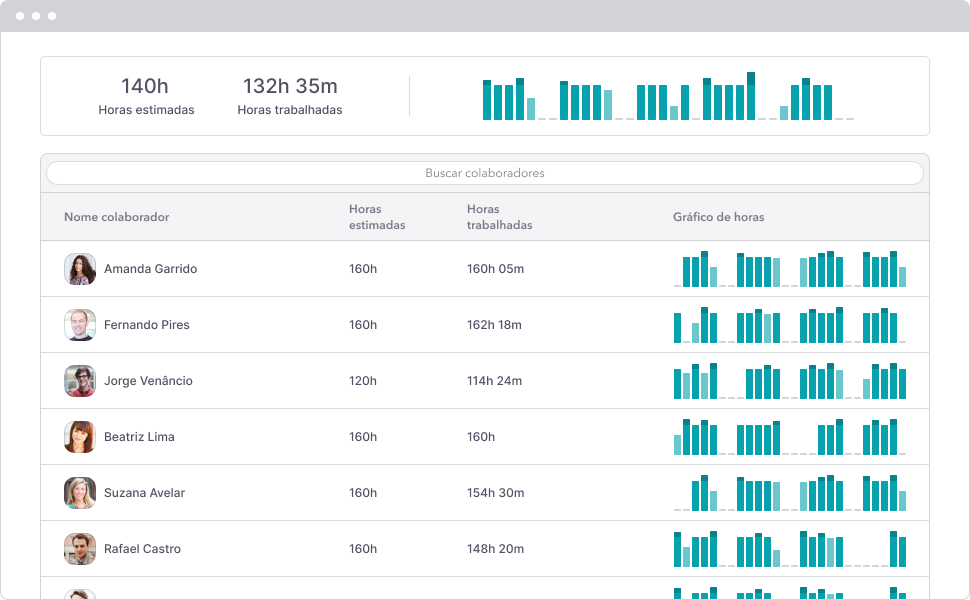 140h
132h 35m
Horas estimadas
Horas trabalhadas
Buscar colaboradores
Nome colaborador
Horas
estimadas
Horas
trabalhadas
Gráfico de horas
Amanda Garrido
160h
160h 05m
Fernando Pires
160h
162h 18m
Jorge Venâncio
120h
114h 24m
Beatriz Lima
160h
160h
Suzana Avelar
160h
154h 30m
Rafael Castro
160h
148h 20m